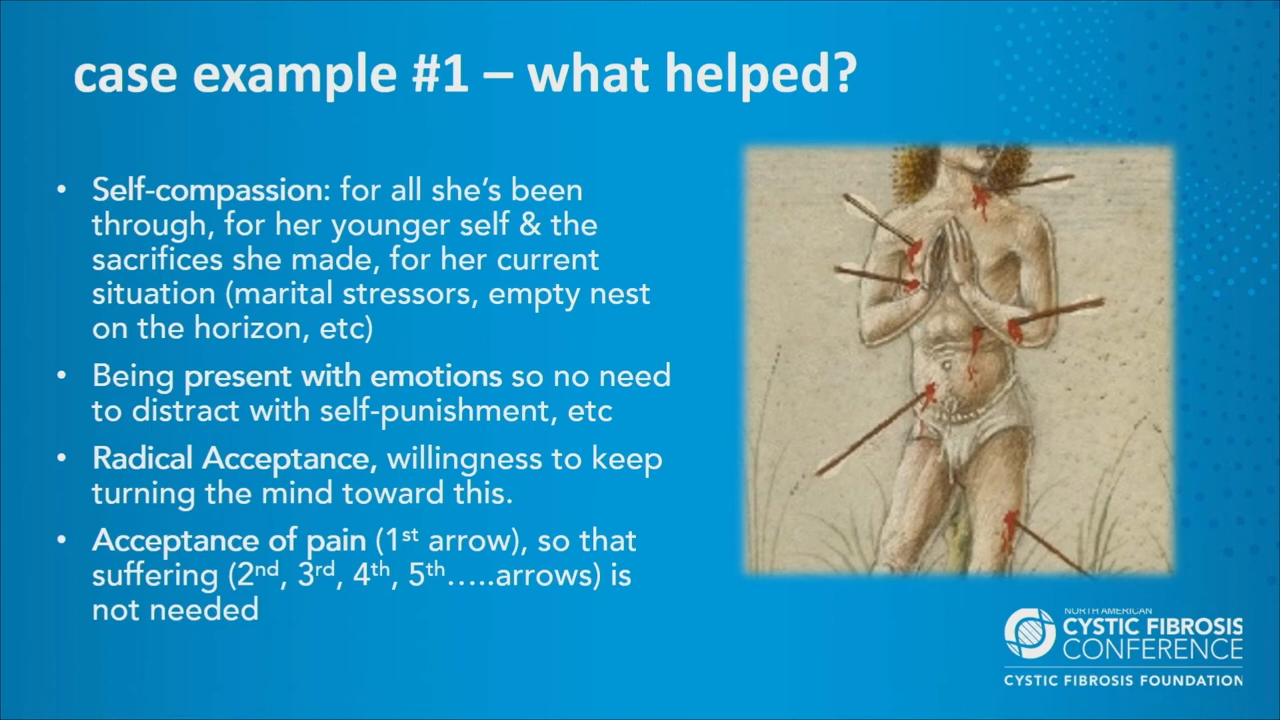 case example #1 – what helped?
• Self-compassion: for all she's been
through, for her younger self & the
sacrifices she made, for her current
situation (marital stressors, empty nest
on the horizon, etc)
• Being present with emotions so no need
to distract with self-punishment, etc
• Radical Acceptance, willingness to keep
turning the mind toward this.
• Acceptance of pain (1st arrow), so that
suffering (2nd, 3rd, 4th, 5th…..arrows) is
not needed
NORTH AMERICAN
CYSTIC FIBROSIS
CONFERENCE
CYSTIC FIBROSIS FOUNDATION